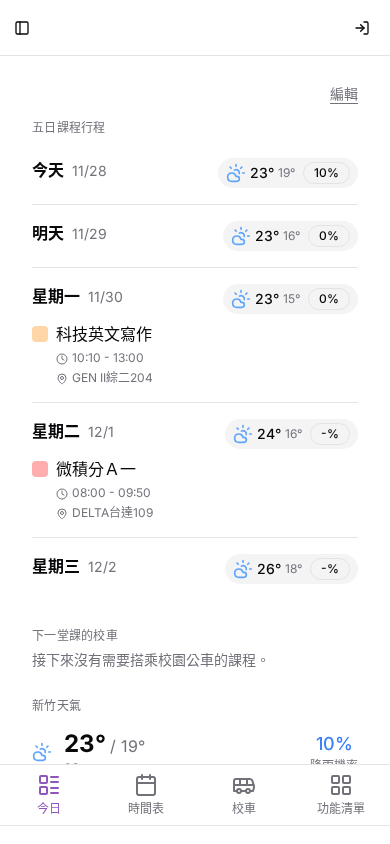 編輯
五日課程行程
今天 11/28 23° 19° 10%
明天 11/29 23° 16° 0%
星期一 11/30 23° 15° 0%
科技英文寫作
10:10 - 13:00
GEN II綜二204
星期二 12/1 24° 16° -%
微積分Ａ一
08:00 - 09:50
DELTA台達109
星期三 12/2 26° 18° -%
下一堂課的校車
接下來沒有需要搭乘校園公車的課程。
新竹天氣
23° / 19° 10%
降雨機率
今日 時間表 校車 功能清單